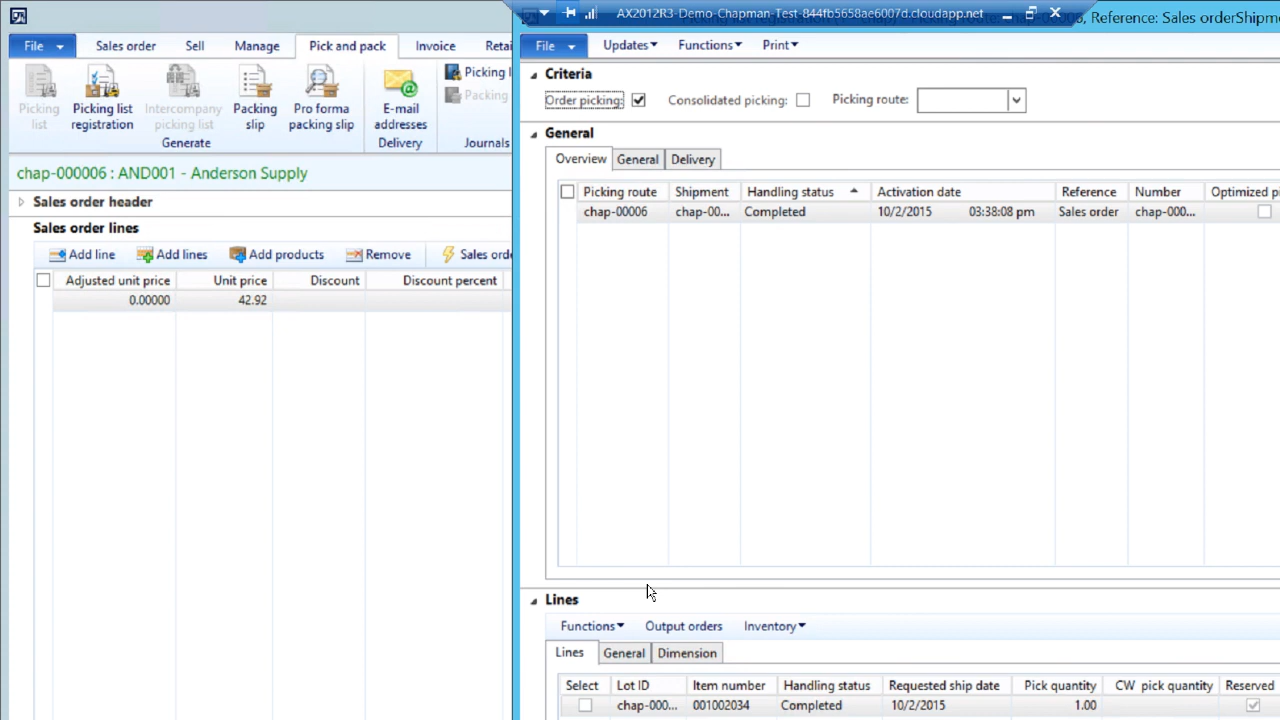 AX2012R3-Demo-Chapman-Test-844fb5658ae6007d.cloudapp.net
Reference: Sales orderShipm
File
Sales order
Sell
Manage
Pick and pack
Invoice
Retai
Picking list
Picking list registration
Intercompany picking list
Packing slip
Pro forma packing slip
E-mail addresses
Picking l
Packing
Generate
Delivery
Journals
chap-000006 : AND001 - Anderson Supply
Sales order header
Sales order lines
Add line
Add lines
Add products
Remove
Sales orde
Adjusted unit price Unit price Discount Discount percent
0.00000 42.92
File Updates Functions Print
Criteria
Order picking: Consolidated picking: Picking route:
General
Overview General Delivery
Picking route Shipment Handling status Activation date Reference Number Optimized pi
chap-00006 chap-00... Completed 10/2/2015 03:38:08 pm Sales order chap-000...
Lines
Functions Output orders Inventory
Lines General Dimension
Select Lot ID Item number Handling status Requested ship date Pick quantity CW pick quantity Reserved
chap-000... 001002034 Completed 10/2/2015 1.00